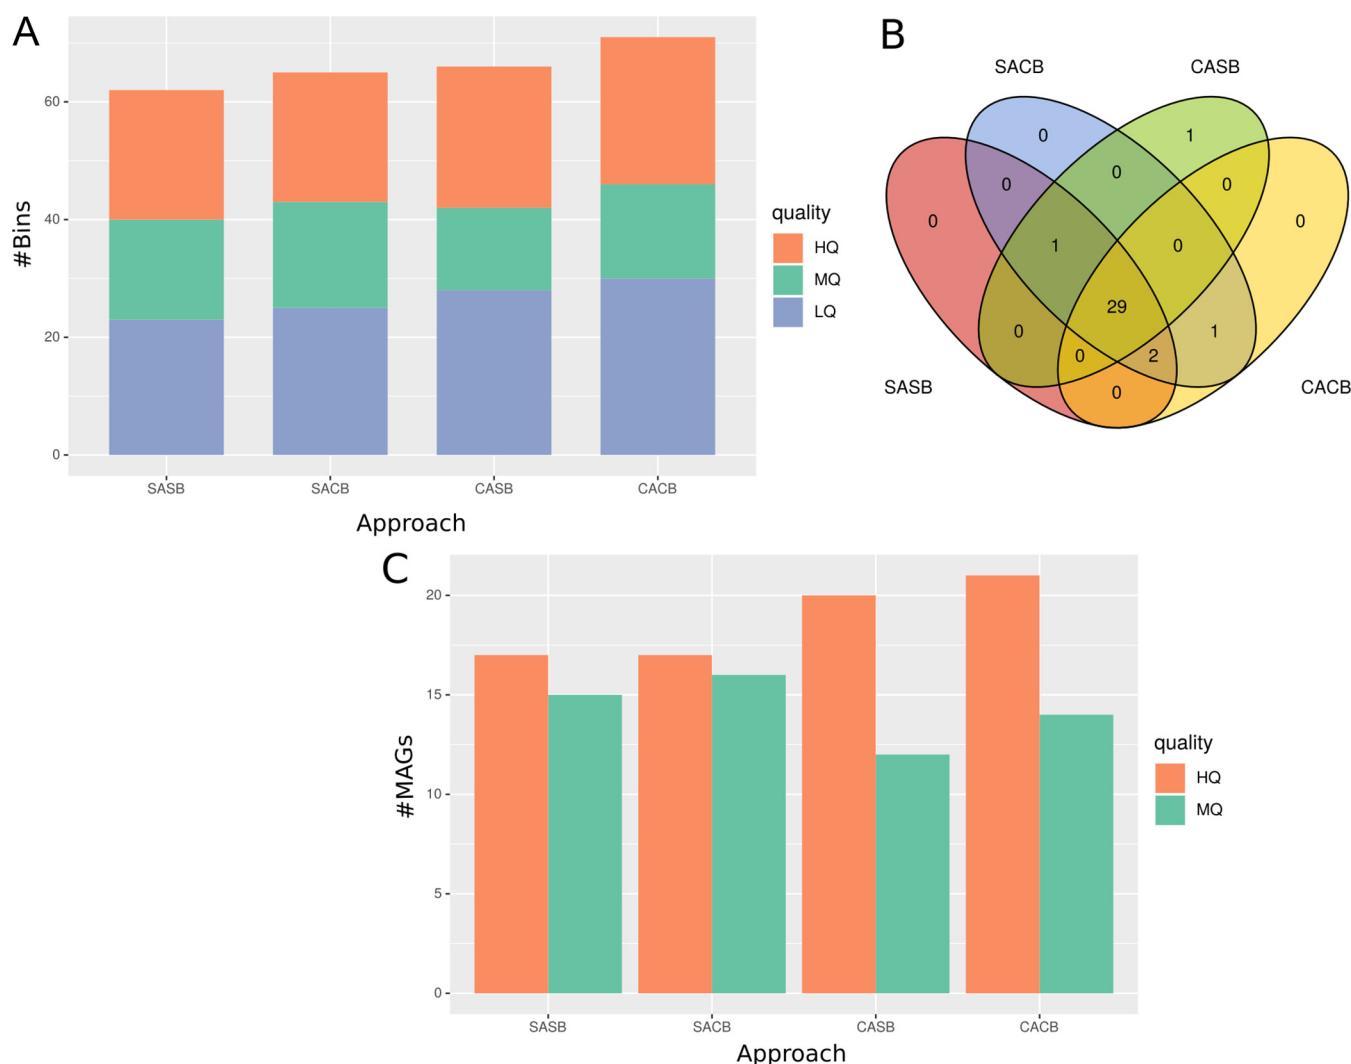 A
#Bins
60
40
20
0
SASB SACB CASB CACB
Approach
quality
HQ
MQ
LQ
B
SACB CASB
0 1
0
0 0
0 0
1 0
29
0 1
0 2
0
SASB CACB
C
#MAGs
20
15
10
5
0
SASB SACB CASB CACB
Approach
quality
HQ
MQ